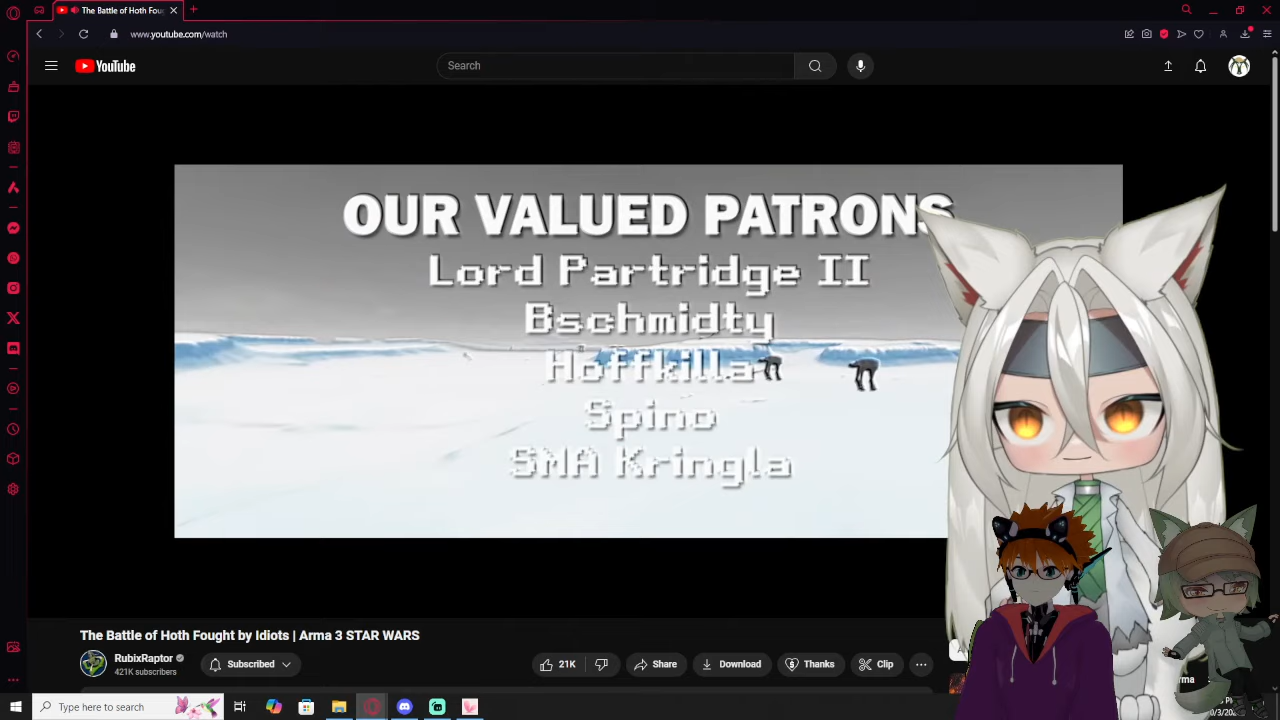 The Battle of Hoth Foug
www.youtube.com/watch
YouTube
Search
OUR VALUED PATRONS
Lord Partridge II
Bschmidty
Hoffkilla
Spino
SMA Kringla
The Battle of Hoth Fought by Idiots | Arma 3 STAR WARS
RubixRaptor
421K subscribers
Subscribed
21K
Share
Download
Thanks
Clip
Type here to search